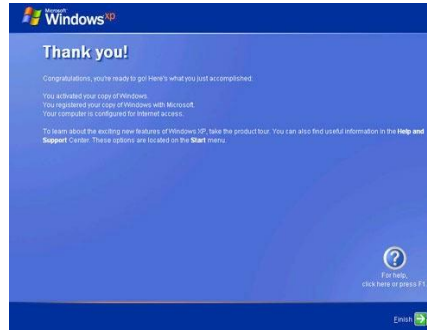 Microsoft
Windows xp
Thank you!
Congratulations, you're ready to go! Here's what you just accomplished:
You activated your copy of Windows.
You registered your copy of Windows with Microsoft.
Your computer is configured for Internet access.
To learn about the exciting new features of Windows XP, take the product tour. You can also find useful information in the Help and
Support Center. These options are located on the Start menu.
For help,
click here or press F1.
Finish